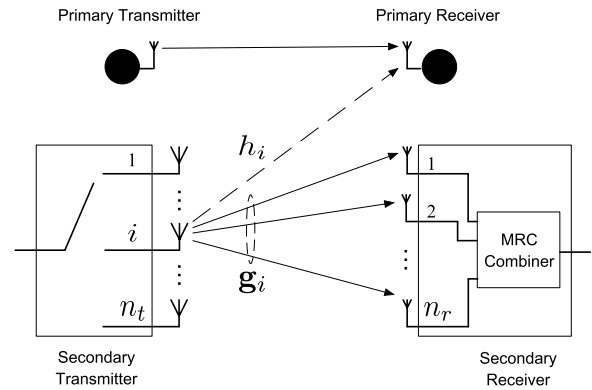 Primary Transmitter
Primary Receiver
h_i
1
1
2
i
MRC
Combiner
g_i
n_t
n_r
Secondary
Transmitter
Secondary
Receiver